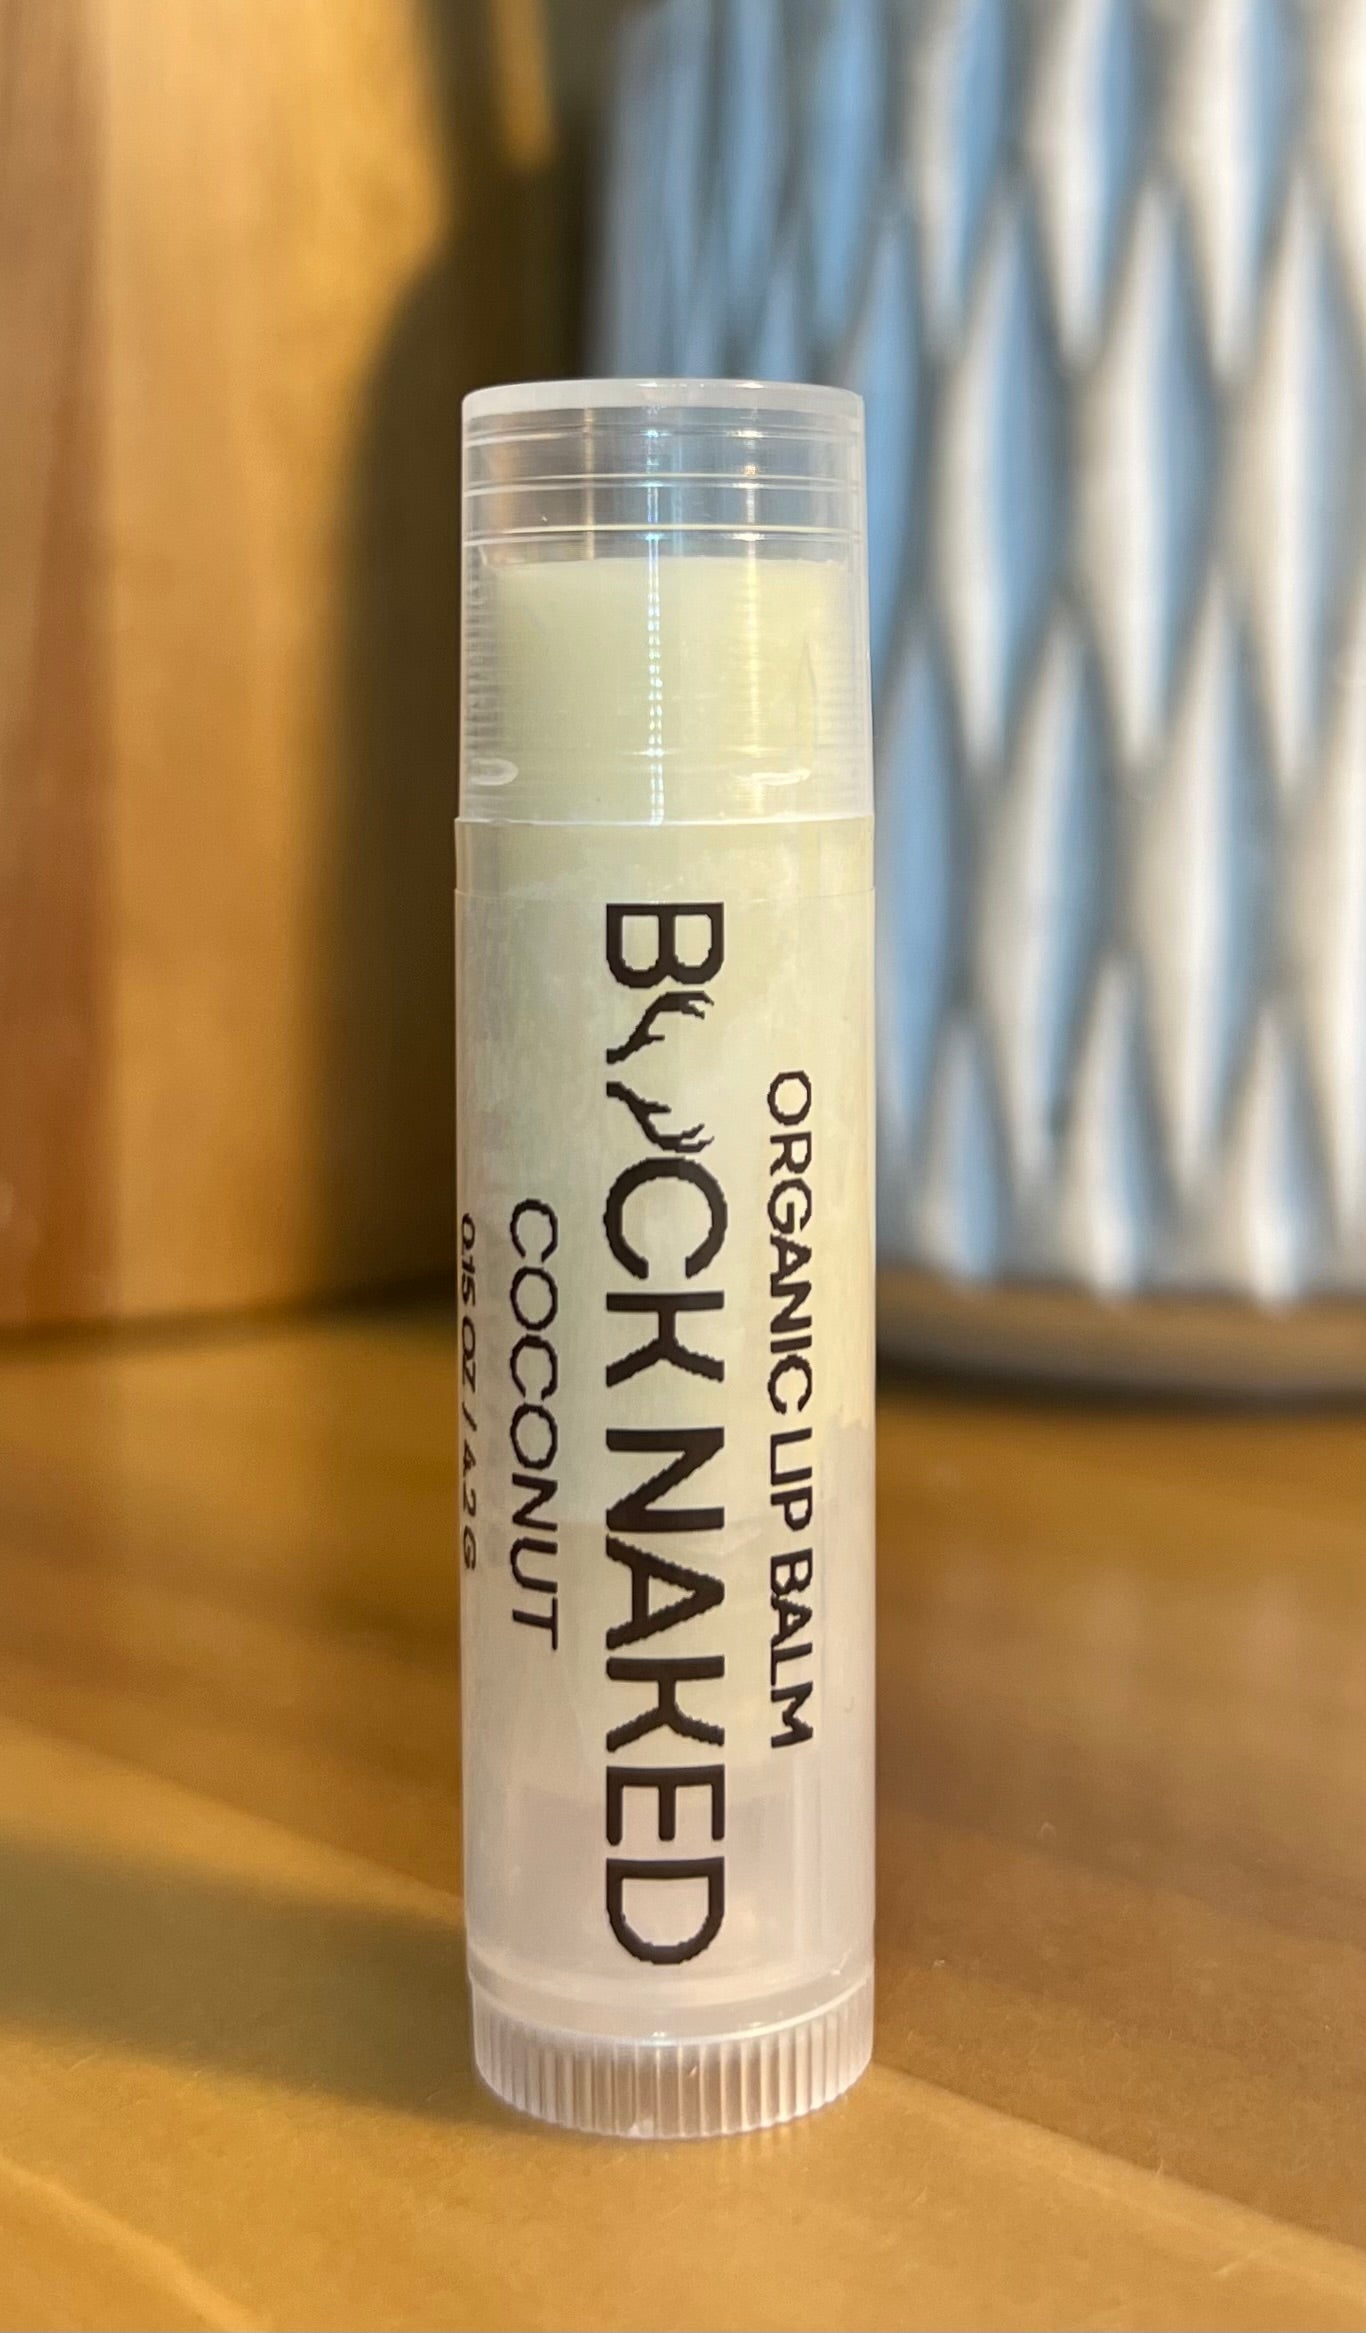 ORGANIC LIP BALM
BUCK NAKED
COCONUT
0.15 OZ / 4.2 G